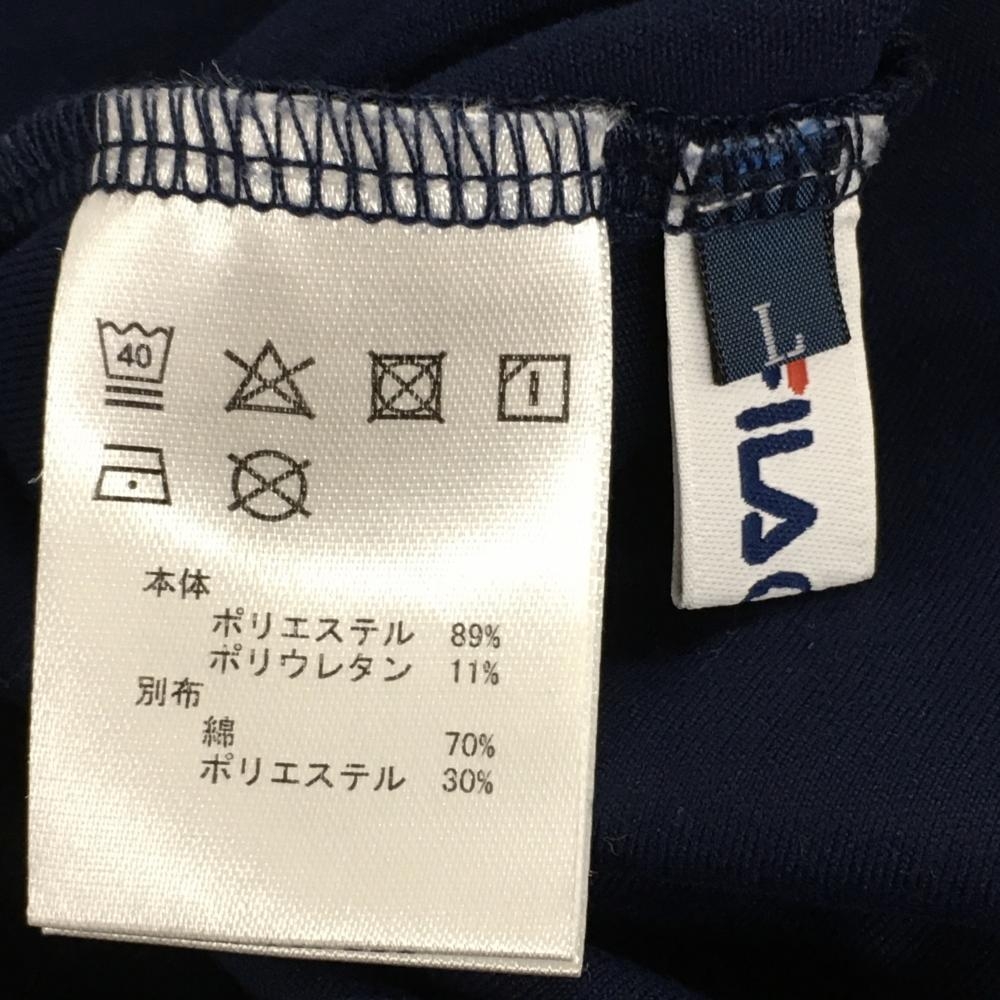 40
本体
ポリエステル 89%
ポリウレタン 11%
別布
綿 70%
ポリエステル 30%
L
FILA